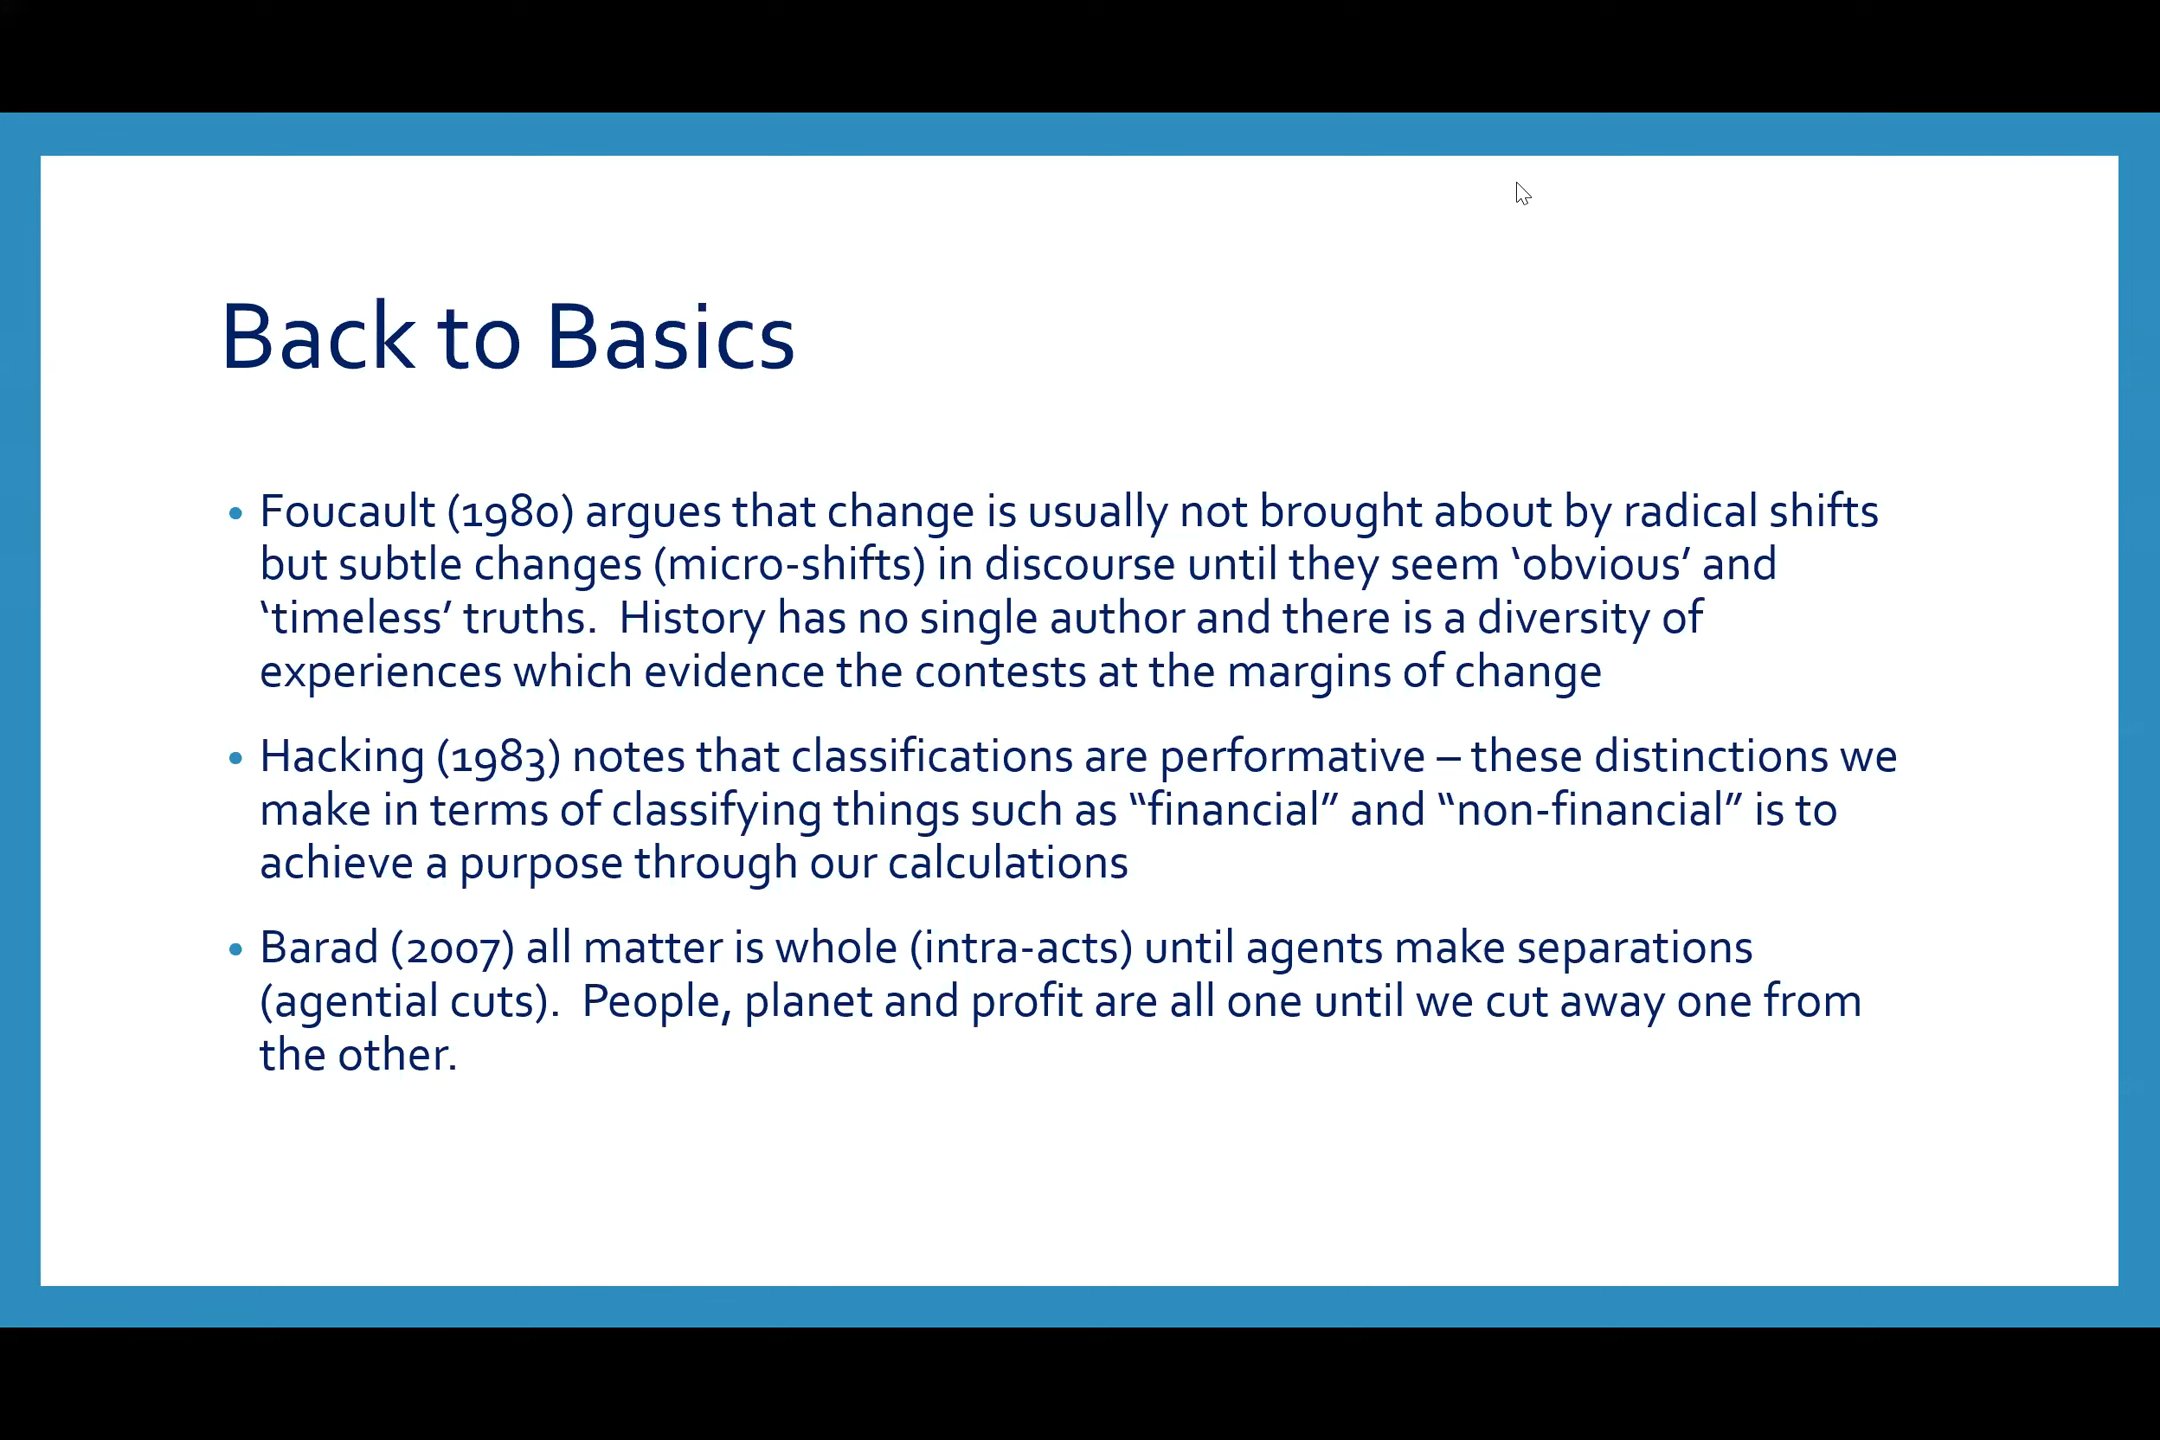 Back to Basics
• Foucault (1980) argues that change is usually not brought about by radical shifts
but subtle changes (micro-shifts) in discourse until they seem ‘obvious’ and
‘timeless’ truths.  History has no single author and there is a diversity of
experiences which evidence the contests at the margins of change
• Hacking (1983) notes that classifications are performative – these distinctions we
make in terms of classifying things such as “financial” and “non-financial” is to
achieve a purpose through our calculations
• Barad (2007) all matter is whole (intra-acts) until agents make separations
(agential cuts).  People, planet and profit are all one until we cut away one from
the other.